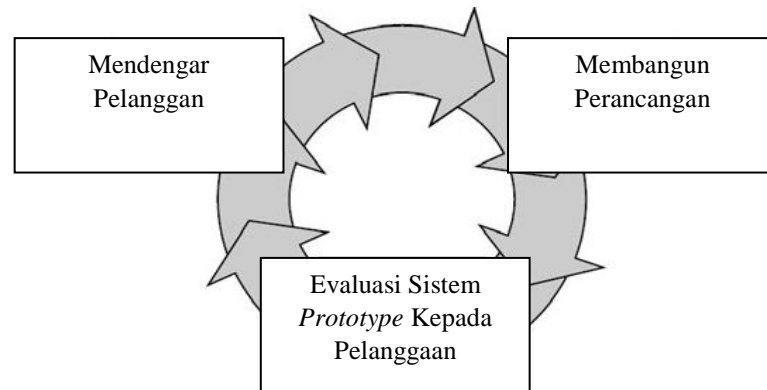 Mendengar
Pelanggan
Membangun
Perancangan
Evaluasi Sistem
Prototype Kepada
Pelanggaan